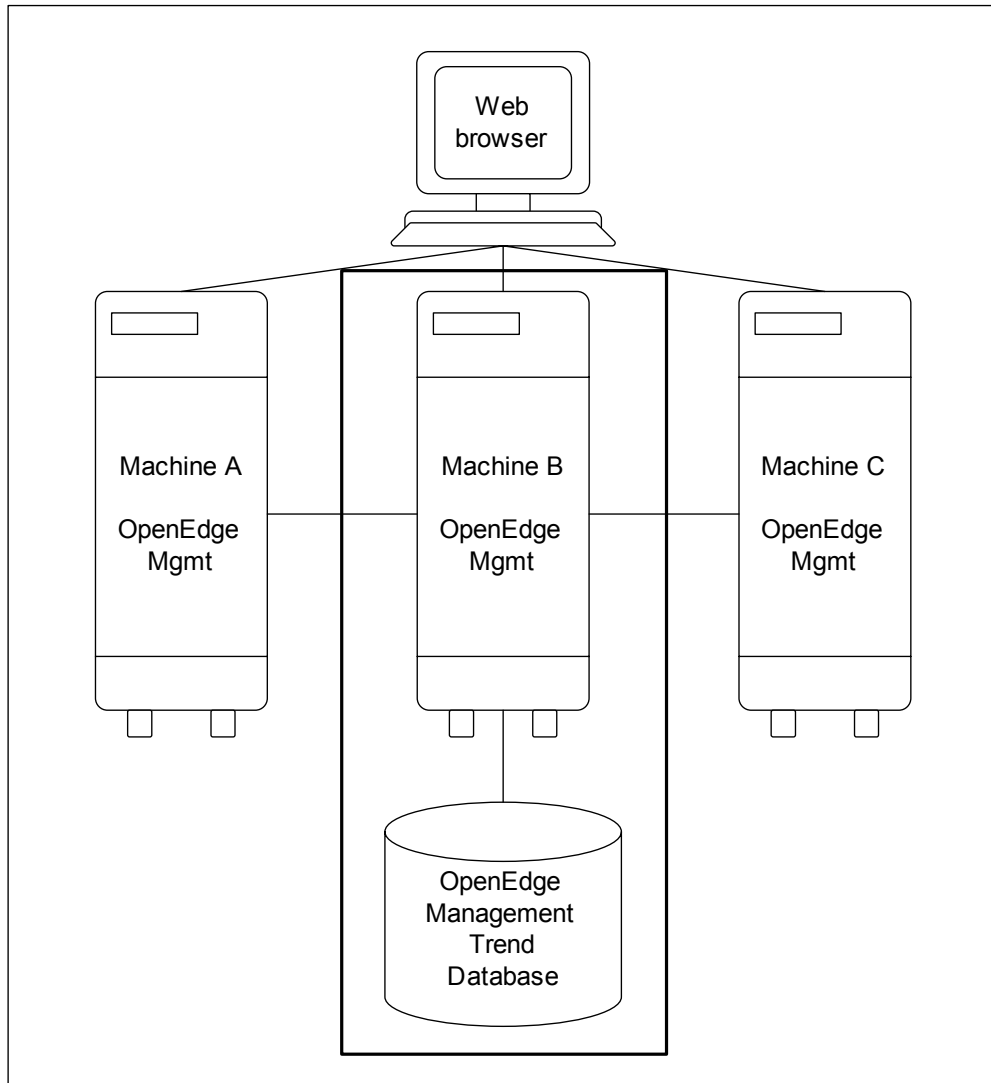 Web
browser
Machine A
OpenEdge
Mgmt
Machine B
OpenEdge
Mgmt
Machine C
OpenEdge
Mgmt
OpenEdge
Management
Trend
Database